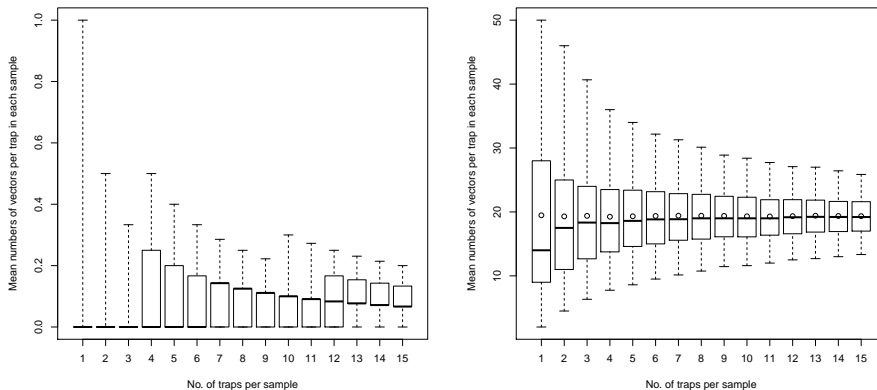 Mean numbers of vectors per trap in each sample
1.0
0.8
0.6
0.4
0.2
0.0
1 2 3 4 5 6 7 8 9 10 11 12 13 14 15
No. of traps per sample
Mean numbers of vectors per trap in each sample
50
40
30
20
10
1 2 3 4 5 6 7 8 9 10 11 12 13 14 15
No. of traps per sample